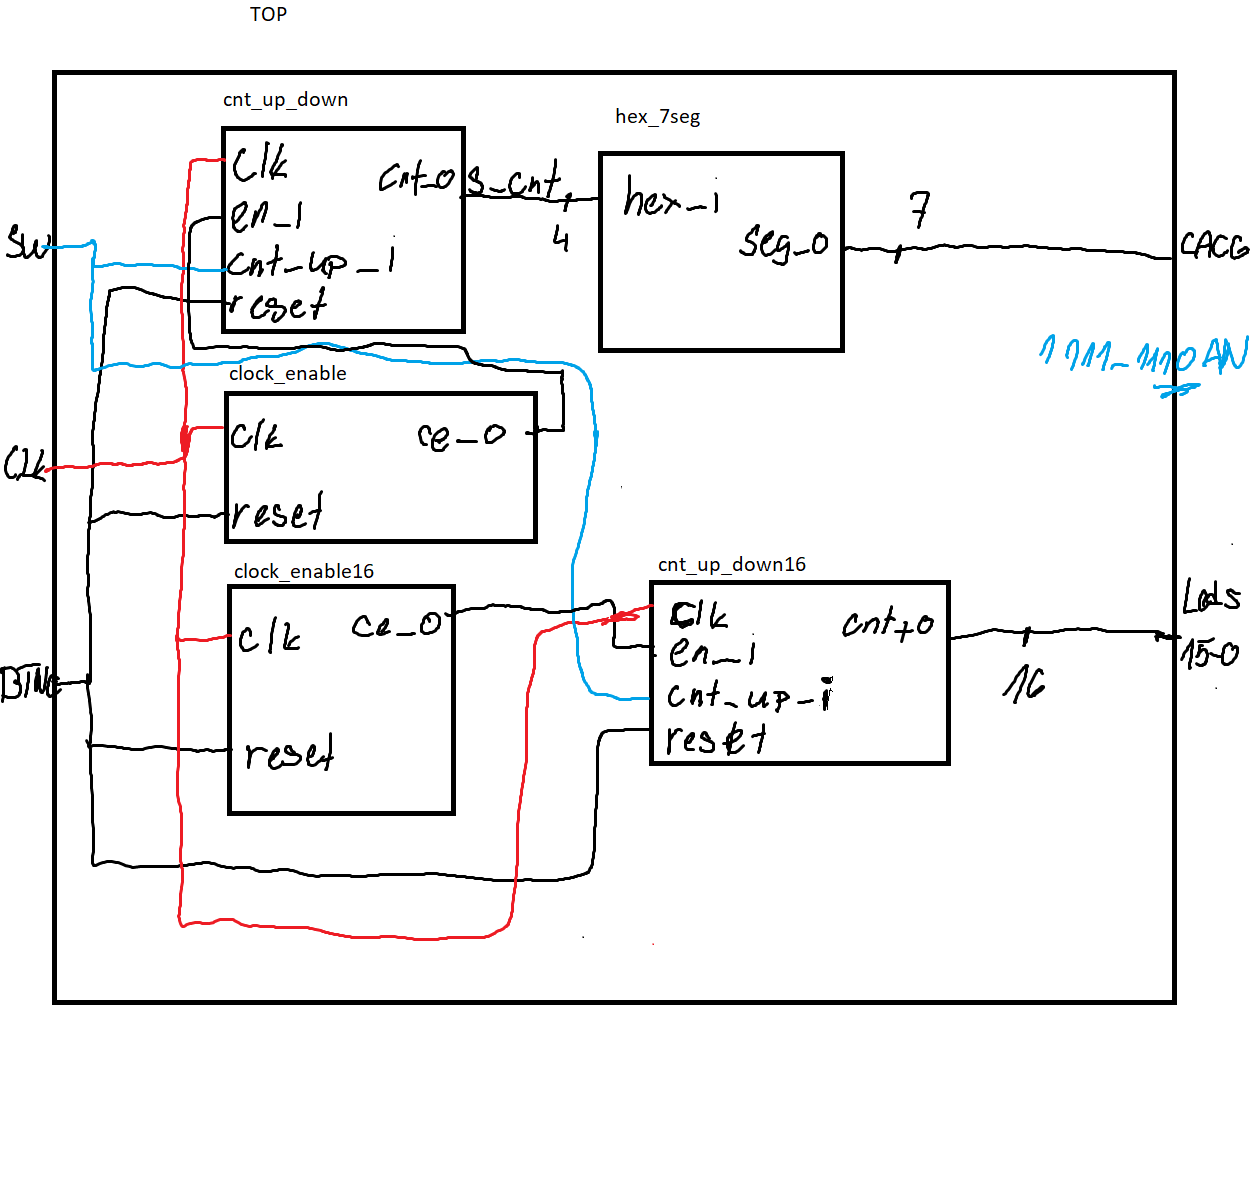 TOP
cnt_up_down
clk
en_i
cnt_up_i
reset
cnt_o
s_cnt
4
hex_7seg
hex_i
seg_o
7
CACG
SW
1111_1110 AN
clock_enable
clk
ce_o
reset
Clk
clock_enable16
clk
ce_o
reset
BTNC
cnt_up_down16
Clk
en_i
cnt_up_i
reset
cnt_o
16
Leds
15-0